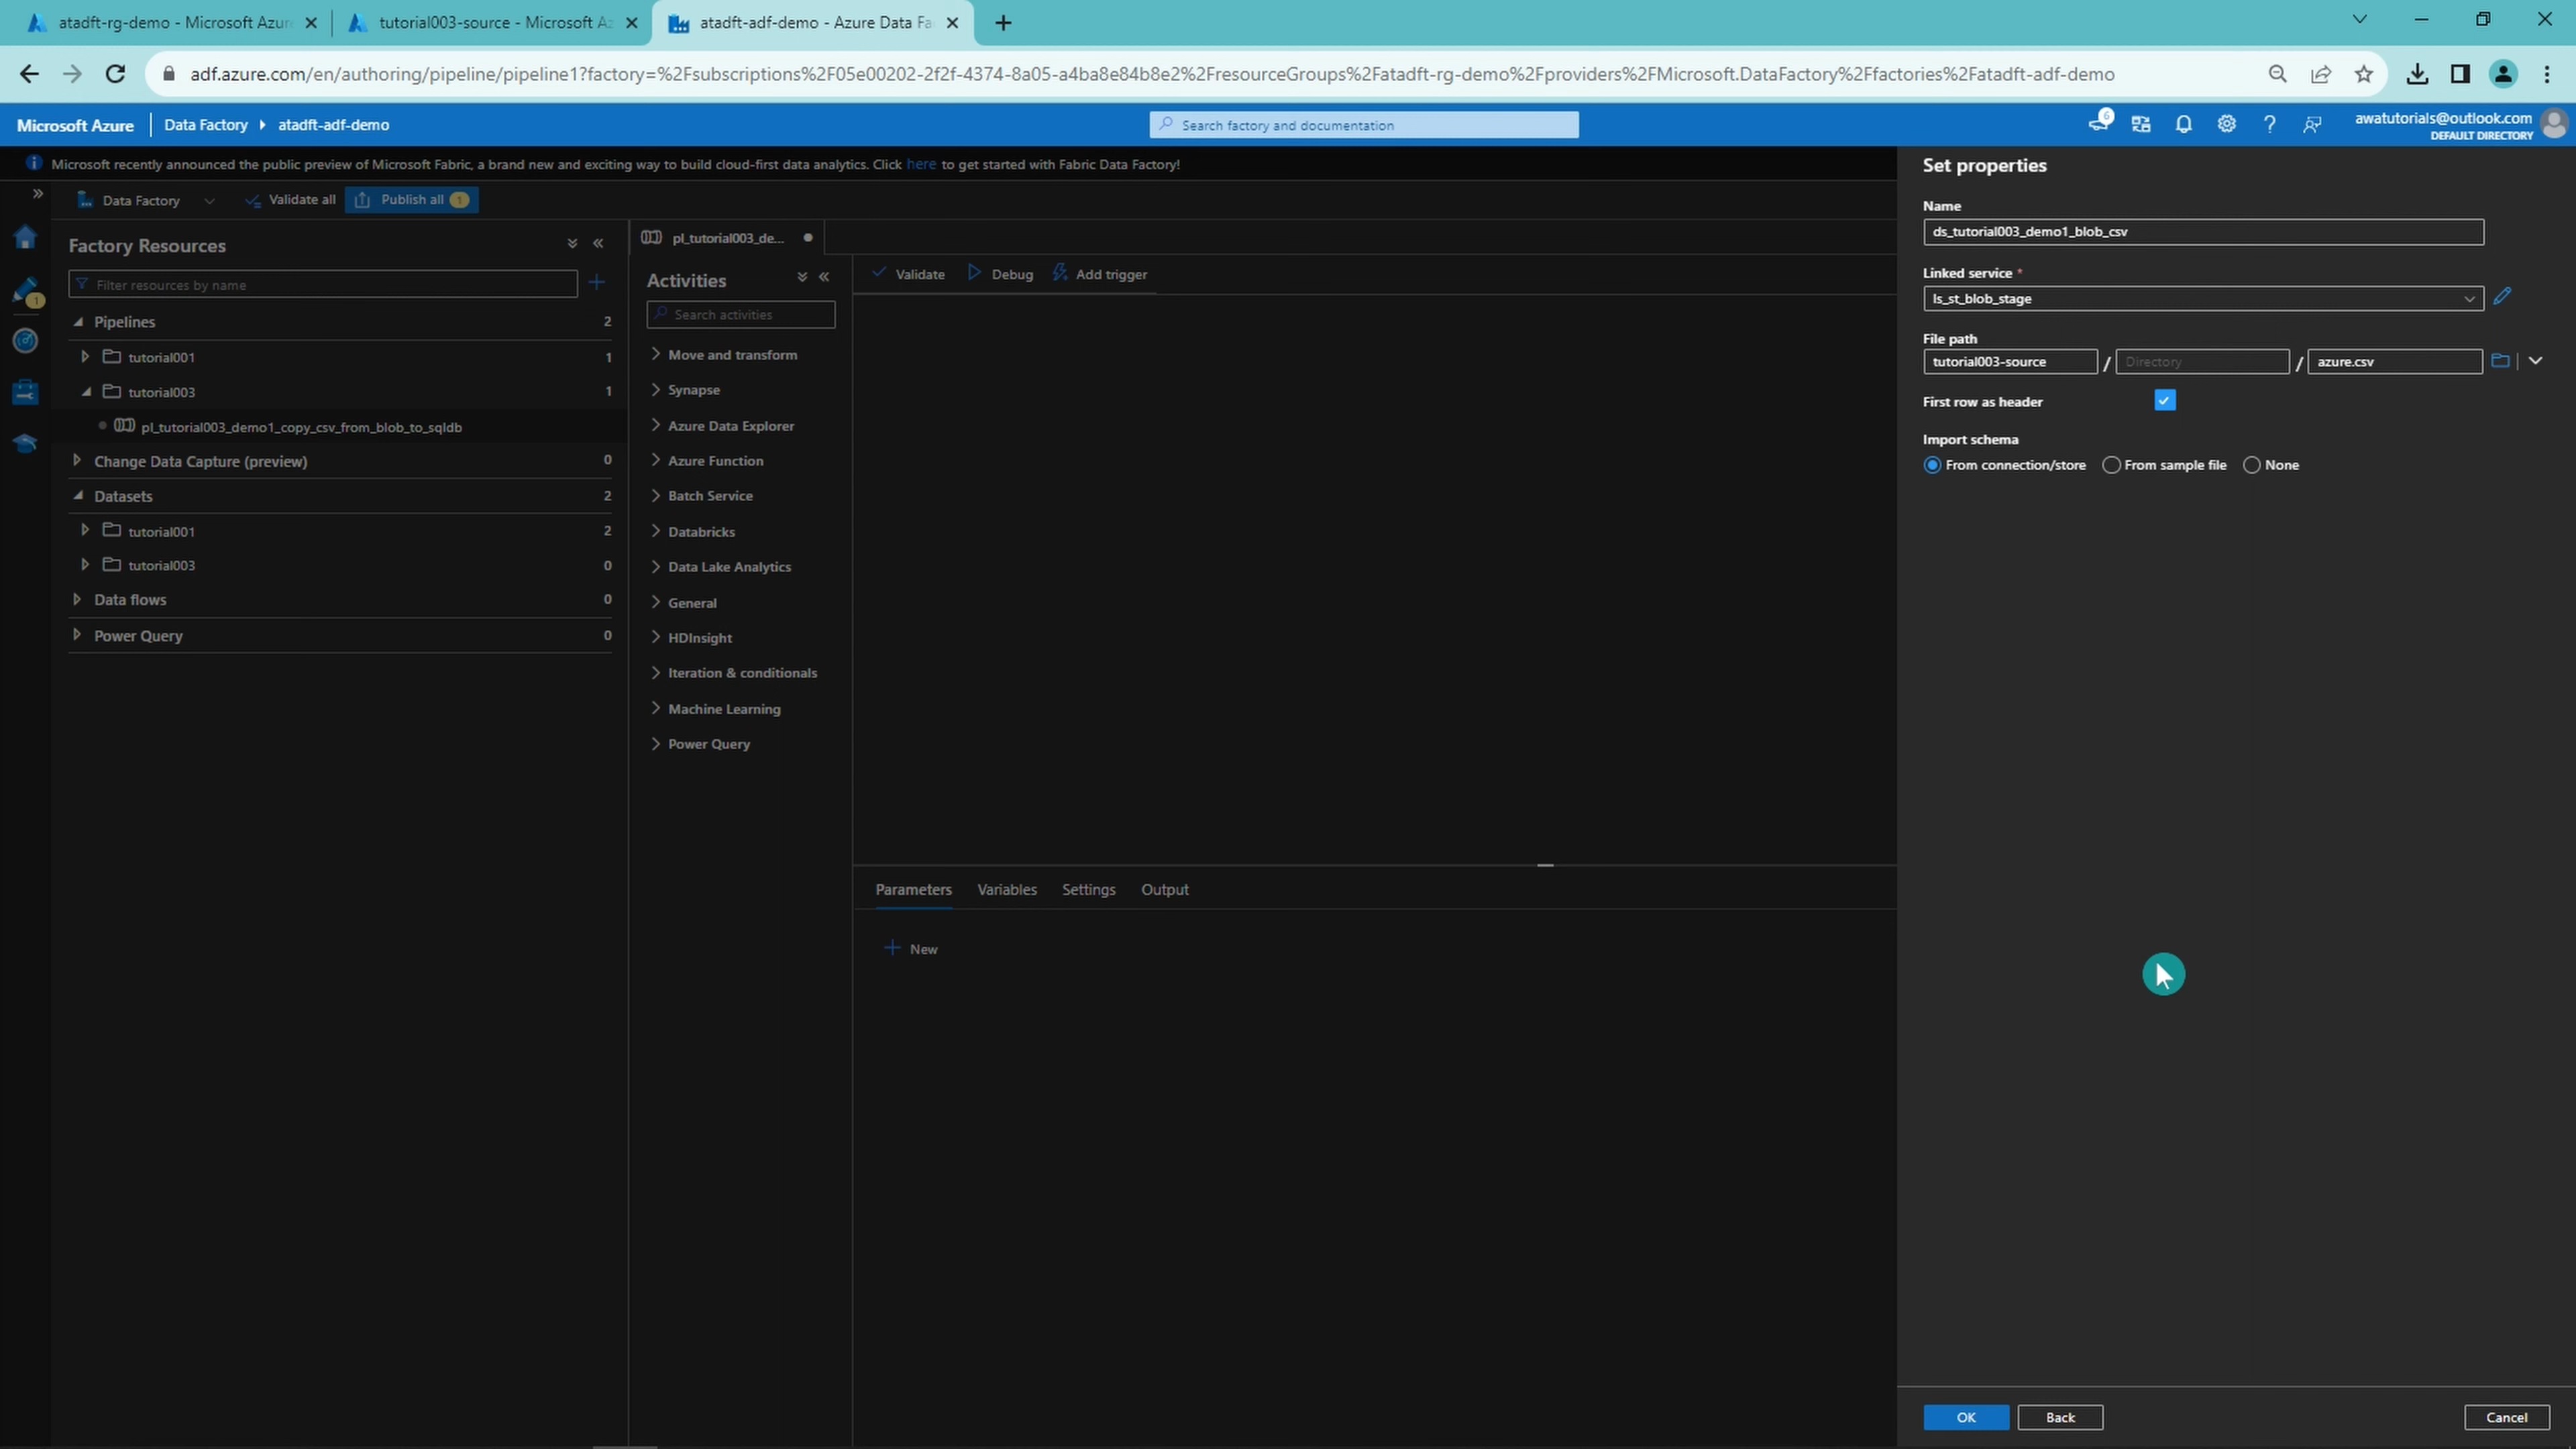 atadft-rg-demo - Microsoft Azur
tutorial003-source - Microsoft Az
atadft-adf-demo - Azure Data Fa
adf.azure.com/en/authoring/pipeline/pipeline1?factory=%2Fsubscriptions%2F05e00202-2f2f-4374-8a05-a4ba8e84b8e2%2FresourceGroups%2Fatadft-rg-demo%2Fproviders%2FMicrosoft.DataFactory%2Ffactories%2Fatadft-adf-demo
Microsoft Azure
Data Factory
atadft-adf-demo
Search factory and documentation
6
awatutorials@outlook.com
DEFAULT DIRECTORY
Microsoft recently announced the public preview of Microsoft Fabric, a brand new and exciting way to build cloud-first data analytics. Click here to get started with Fabric Data Factory!
Data Factory
Validate all
Publish all 1
1
Factory Resources
Filter resources by name
Pipelines 2
tutorial001 1
tutorial003 1
pl_tutorial003_demo1_copy_csv_from_blob_to_sqldb
Change Data Capture (preview) 0
Datasets 2
tutorial001 2
tutorial003 0
Data flows 0
Power Query 0
pl_tutorial003_de...
Activities
Search activities
Move and transform
Synapse
Azure Data Explorer
Azure Function
Batch Service
Databricks
Data Lake Analytics
General
HDInsight
Iteration & conditionals
Machine Learning
Power Query
Validate
Debug
Add trigger
Parameters
Variables
Settings
Output
New
Set properties
Name
ds_tutorial003_demo1_blob_csv
Linked service *
ls_st_blob_stage
File path
tutorial003-source / Directory / azure.csv
First row as header
Import schema
From connection/store
From sample file
None
OK
Back
Cancel